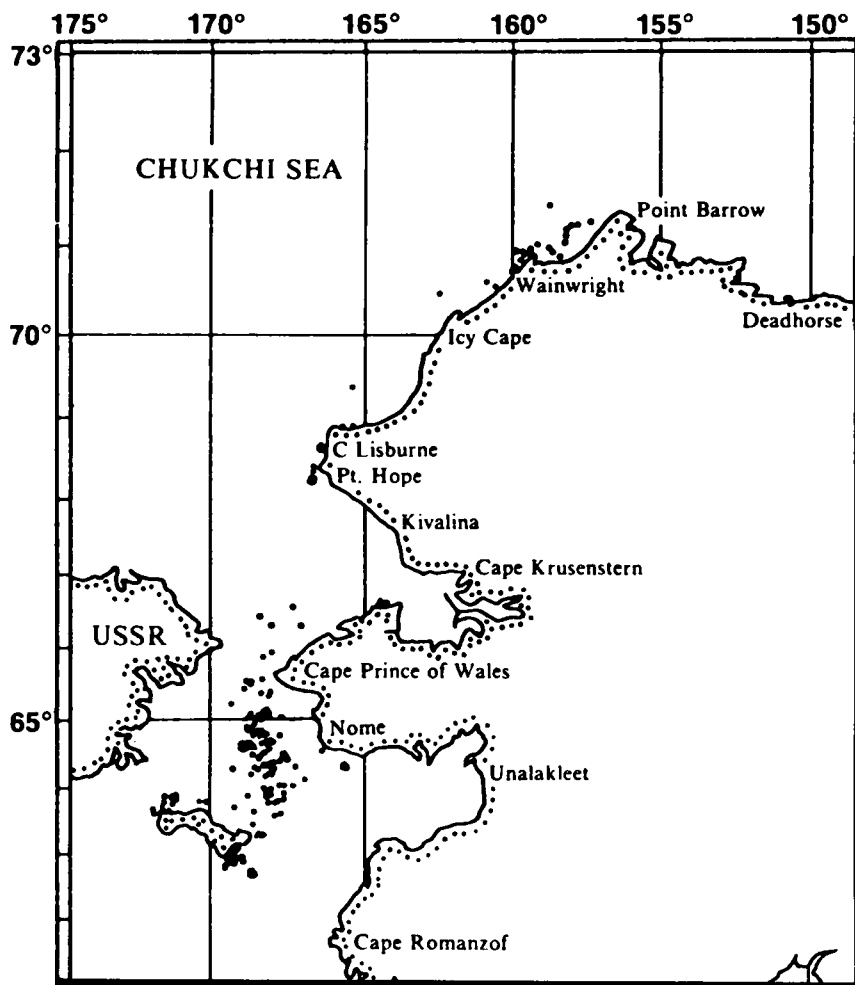 175° 170° 165° 160° 155° 150°
73°
CHUKCHI SEA
Point Barrow
Wainwright
Deadhorse
70°
Icy Cape
C Lisburne
Pt. Hope
Kivalina
Cape Krusenstern
USSR
Cape Prince of Wales
65°
Nome
Unalakleet
Cape Romanzof